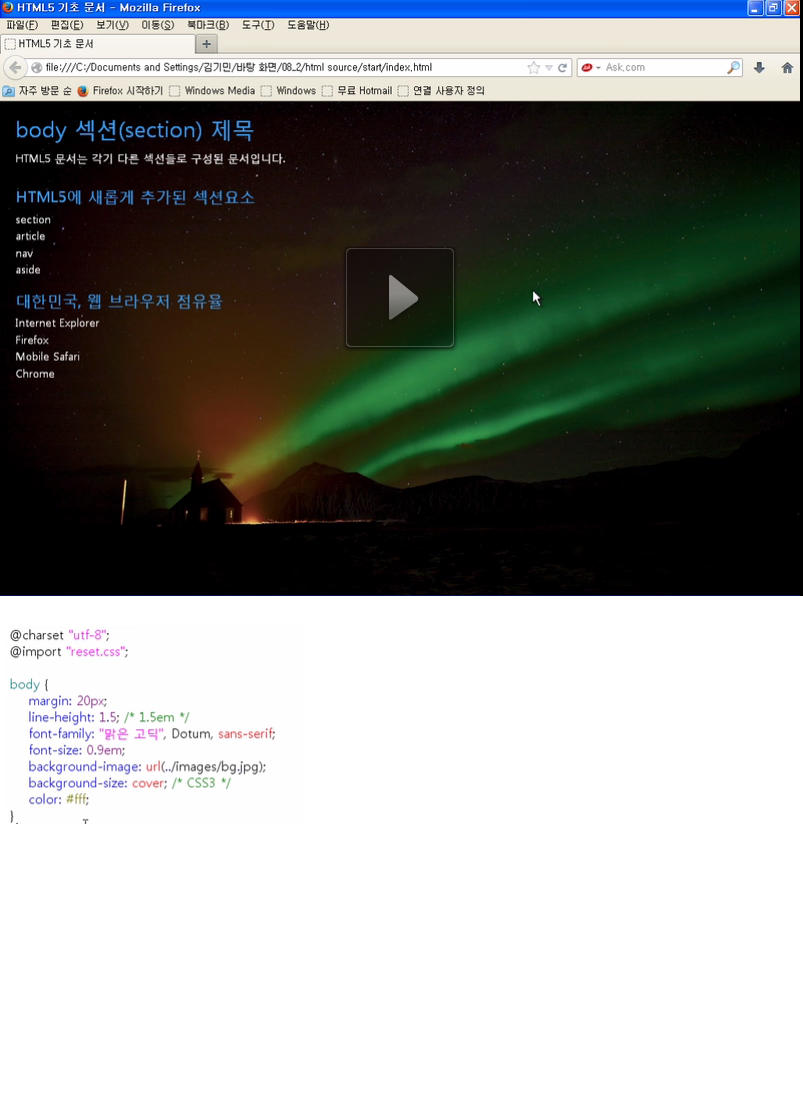 HTML5 기초 문서 - Mozilla Firefox
파일(F) 편집(E) 보기(V) 이동(S) 북마크(B) 도구(T) 도움말(H)
HTML5 기초 문서
file:///C:/Documents and Settings/김기민/바탕 화면/08_2/html source/start/index.html
Ask.com
자주 방문 순 Firefox 시작하기 Windows Media Windows 무료 Hotmail 연결 사용자 정의
body 섹션(section) 제목
HTML5 문서는 각기 다른 섹션들로 구성된 문서입니다.
HTML5에 새롭게 추가된 섹션요소
section
article
nav
aside
대한민국, 웹 브라우저 점유율
Internet Explorer
Firefox
Mobile Safari
Chrome
@charset "utf-8";
@import "reset.css";
body {
margin: 20px;
line-height: 1.5; /* 1.5em */
font-family: "맑은 고딕", Dotum, sans-serif;
font-size: 0.9em;
background-image: url(../images/bg.jpg);
background-size: cover; /* CSS3 */
color: #fff;
}